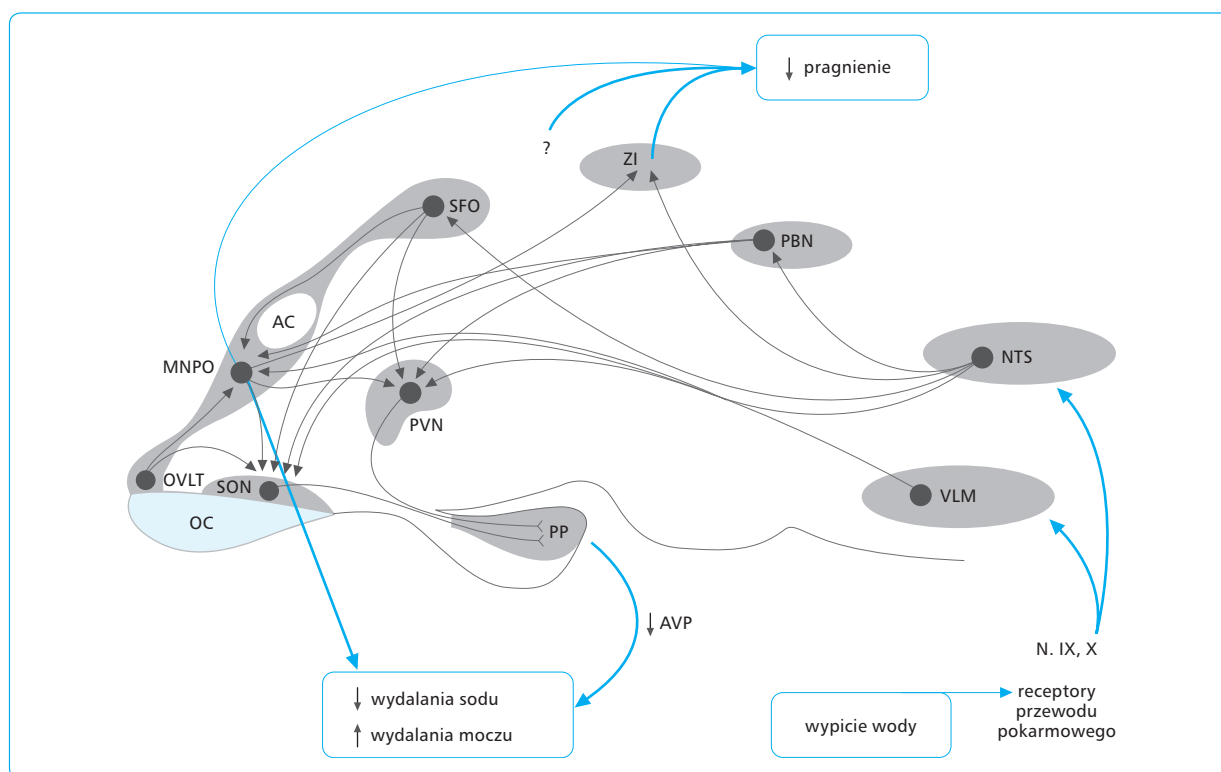 ↓ pragnienie
?
ZI
SFO
PBN
AC
MNPO
NTS
PVN
OVLT
SON
OC
PP
VLM
↓ AVP
N. IX, X
↓ wydalania sodu
↑ wydalania moczu
wypicie wody
receptory
przewodu
pokarmowego